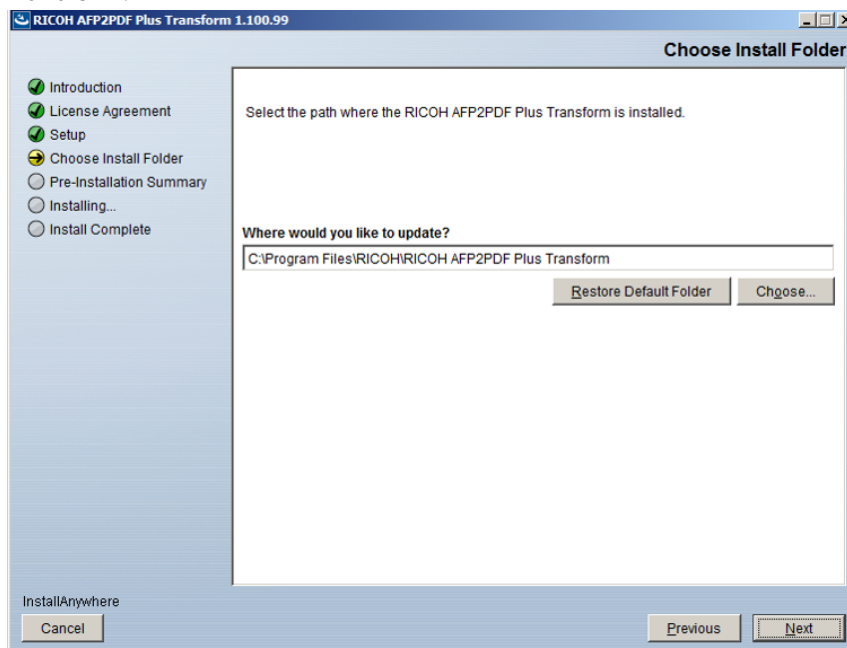 RICOH AFP2PDF Plus Transform 1.100.99
Choose Install Folder
Introduction
License Agreement
Setup
Choose Install Folder
Pre-Installation Summary
Installing...
Install Complete
Select the path where the RICOH AFP2PDF Plus Transform is installed.
Where would you like to update?
C:\Program Files\RICOH\RICOH AFP2PDF Plus Transform
Restore Default Folder
Choose...
InstallAnywhere
Cancel
Previous
Next